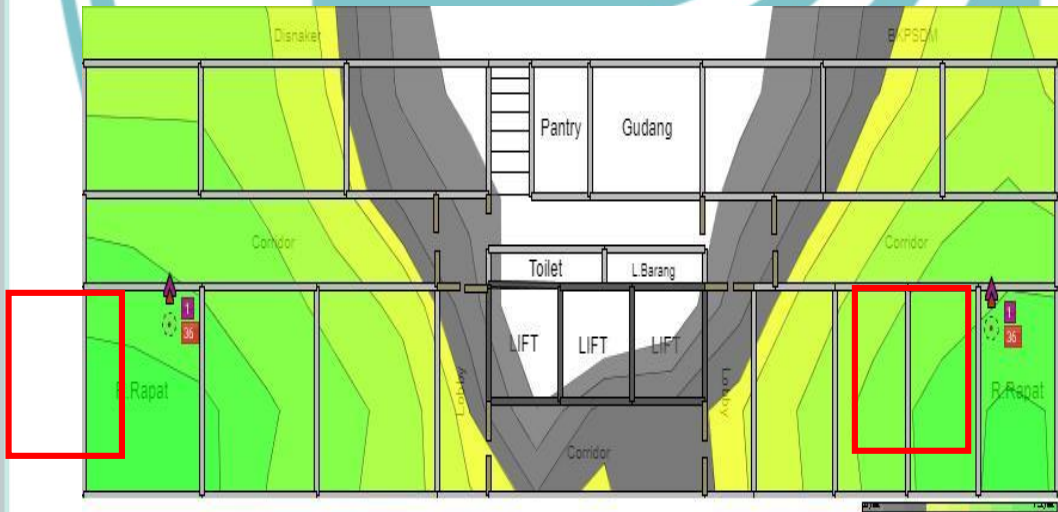 Disnaker
BKPSDM
Pantry
Gudang
Corridor
Corridor
Toilet
L.Barang
1
36
1
36
LIFT
LIFT
LIFT
R.Rapat
Lobby
Lobby
R.Rapat
Corridor